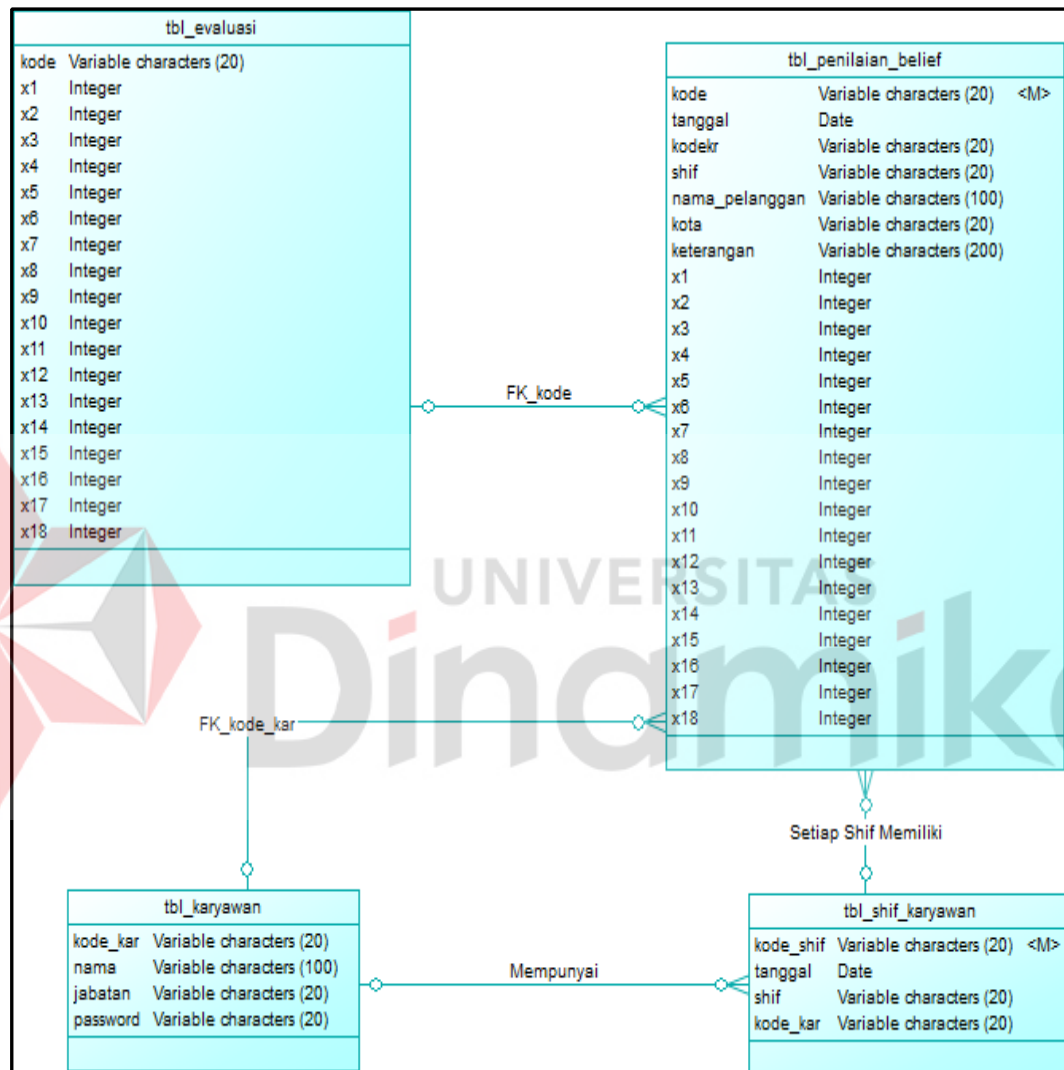 tbl_evaluasi
kode Variable characters (20)
x1 Integer
x2 Integer
x3 Integer
x4 Integer
x5 Integer
x6 Integer
x7 Integer
x8 Integer
x9 Integer
x10 Integer
x11 Integer
x12 Integer
x13 Integer
x14 Integer
x15 Integer
x16 Integer
x17 Integer
x18 Integer
FK_kode
tbl_penilaian_belief
kode Variable characters (20) <M>
tanggal Date
kodekr Variable characters (20)
shif Variable characters (20)
nama_pelanggan Variable characters (100)
kota Variable characters (20)
keterangan Variable characters (200)
x1 Integer
x2 Integer
x3 Integer
x4 Integer
x5 Integer
x6 Integer
x7 Integer
x8 Integer
x9 Integer
x10 Integer
x11 Integer
x12 Integer
x13 Integer
x14 Integer
x15 Integer
x16 Integer
x17 Integer
x18 Integer
UNIVERSITAS
Dinamika
FK_kode_kar
Setiap Shif Memiliki
tbl_karyawan
kode_kar Variable characters (20)
nama Variable characters (100)
jabatan Variable characters (20)
password Variable characters (20)
Mempunyai
tbl_shif_karyawan
kode_shif Variable characters (20) <M>
tanggal Date
shif Variable characters (20)
kode_kar Variable characters (20)